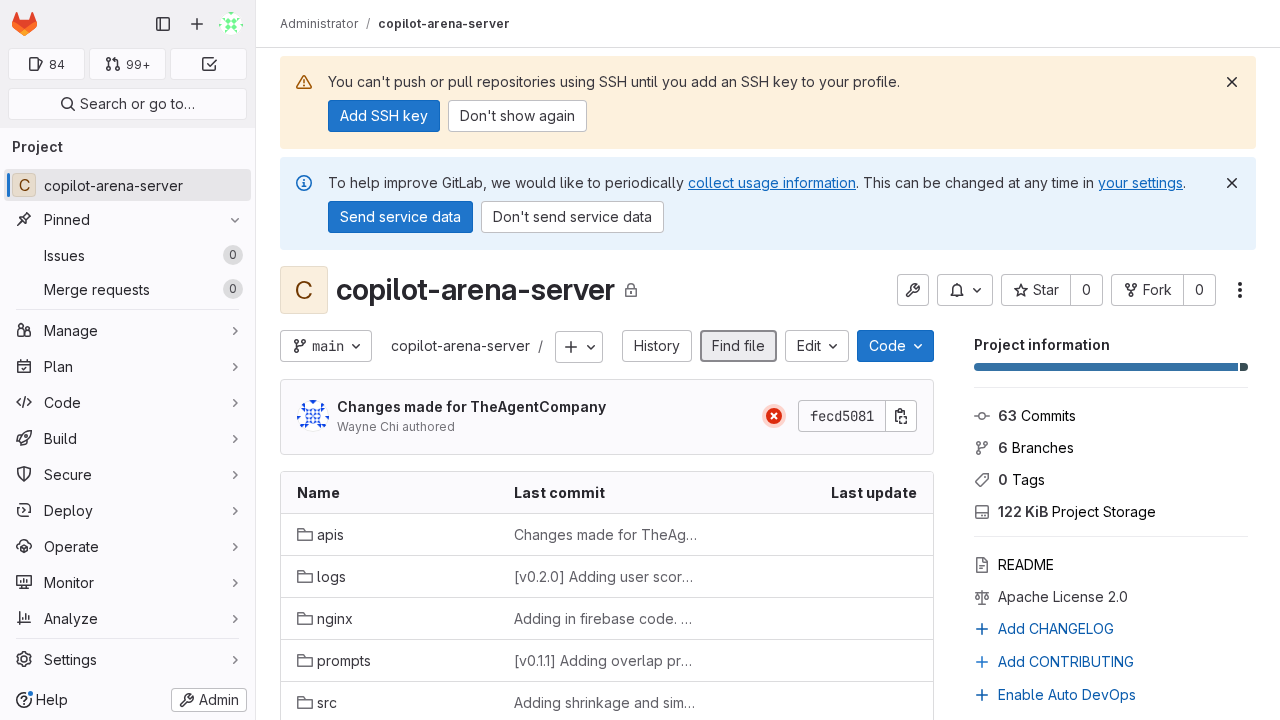 Administrator / copilot-arena-server
84
99+
Search or go to…
Project
C copilot-arena-server
Pinned
Issues 0
Merge requests 0
Manage
Plan
Code
Build
Secure
Deploy
Operate
Monitor
Analyze
Settings
Help
Admin
You can't push or pull repositories using SSH until you add an SSH key to your profile.
Add SSH key
Don't show again
To help improve GitLab, we would like to periodically collect usage information. This can be changed at any time in your settings.
Send service data
Don't send service data
C copilot-arena-server
Star 0
Fork 0
main
copilot-arena-server /
History
Find file
Edit
Code
Changes made for TheAgentCompany
Wayne Chi authored
fecd5081
Name Last commit Last update
apis Changes made for TheAg…
logs [v0.2.0] Adding user scor…
nginx Adding in firebase code. …
prompts [v0.1.1] Adding overlap pr…
src Adding shrinkage and sim…
Project information
63 Commits
6 Branches
0 Tags
122 KiB Project Storage
README
Apache License 2.0
Add CHANGELOG
Add CONTRIBUTING
Enable Auto DevOps